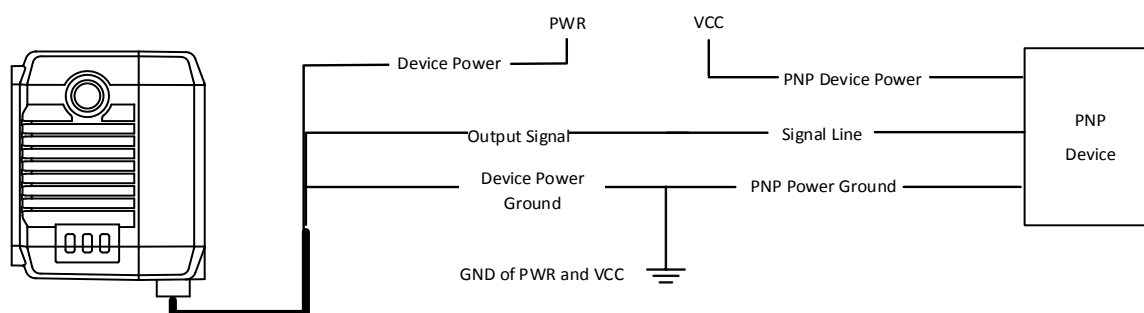 PWR
VCC
Device Power
PNP Device Power
Output Signal
Signal Line
PNP
Device
Device Power
Ground
PNP Power Ground
GND of PWR and VCC